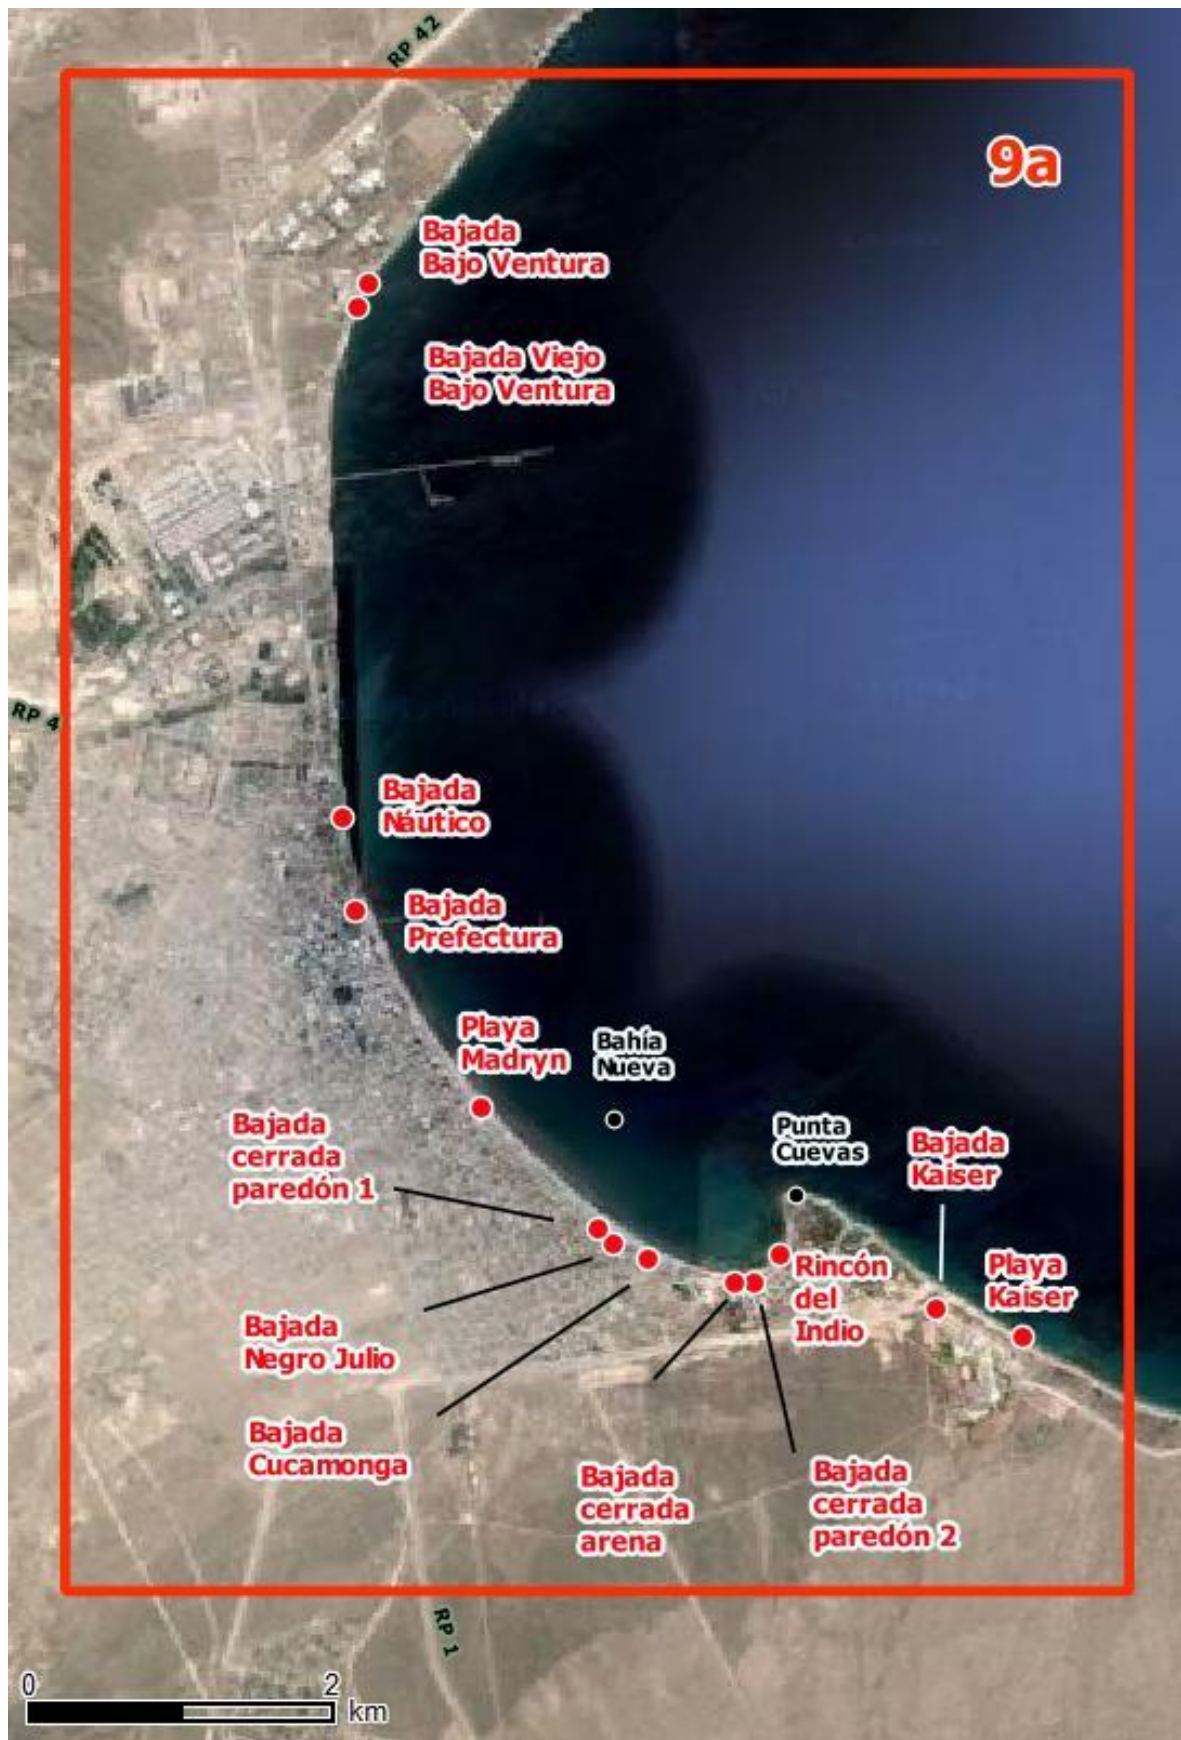 RP 42
9a
Bajada
Bajo Ventura
Bajada Viejo
Bajo Ventura
RP 4
Bajada
Náutico
Bajada
Prefectura
Playa
Madryn
Bahía
Nueva
Bajada
cerrada
paredón 1
Punta
Cuevas
Bajada
Kaiser
Rincón
del
Indio
Playa
Kaiser
Bajada
Negro Julio
Bajada
Cucamonga
Bajada
cerrada
arena
Bajada
cerrada
paredón 2
RP 1
0 2
km